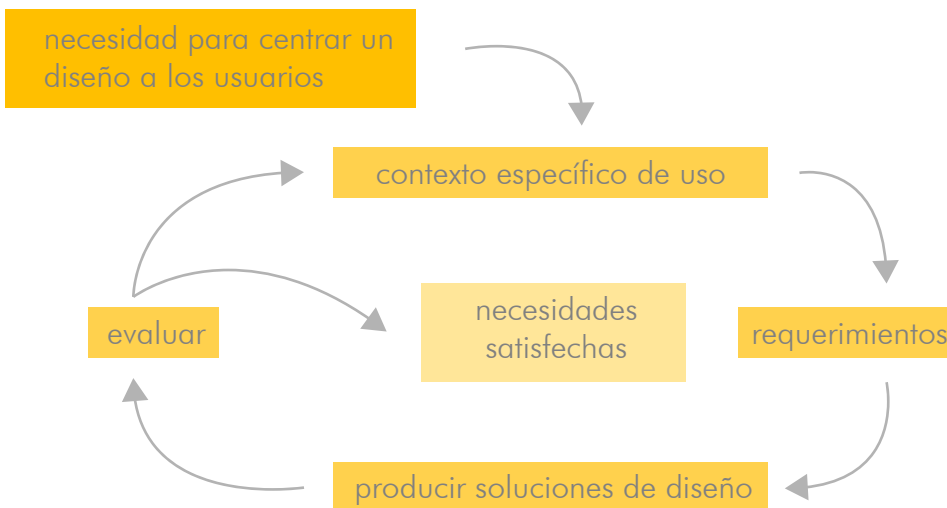 necesidad para centrar un
diseño a los usuarios
contexto específico de uso
necesidades
satisfechas
evaluar
requerimientos
producir soluciones de diseño